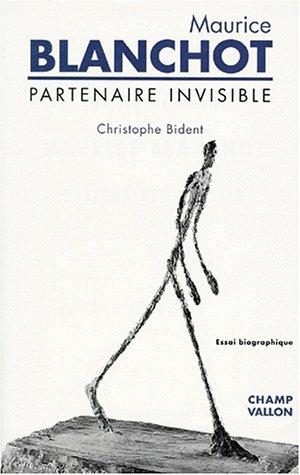 Maurice
BLANCHOT
PARTENAIRE INVISIBLE
Christophe Bident
Essai biographique
CHAMP
VALLON